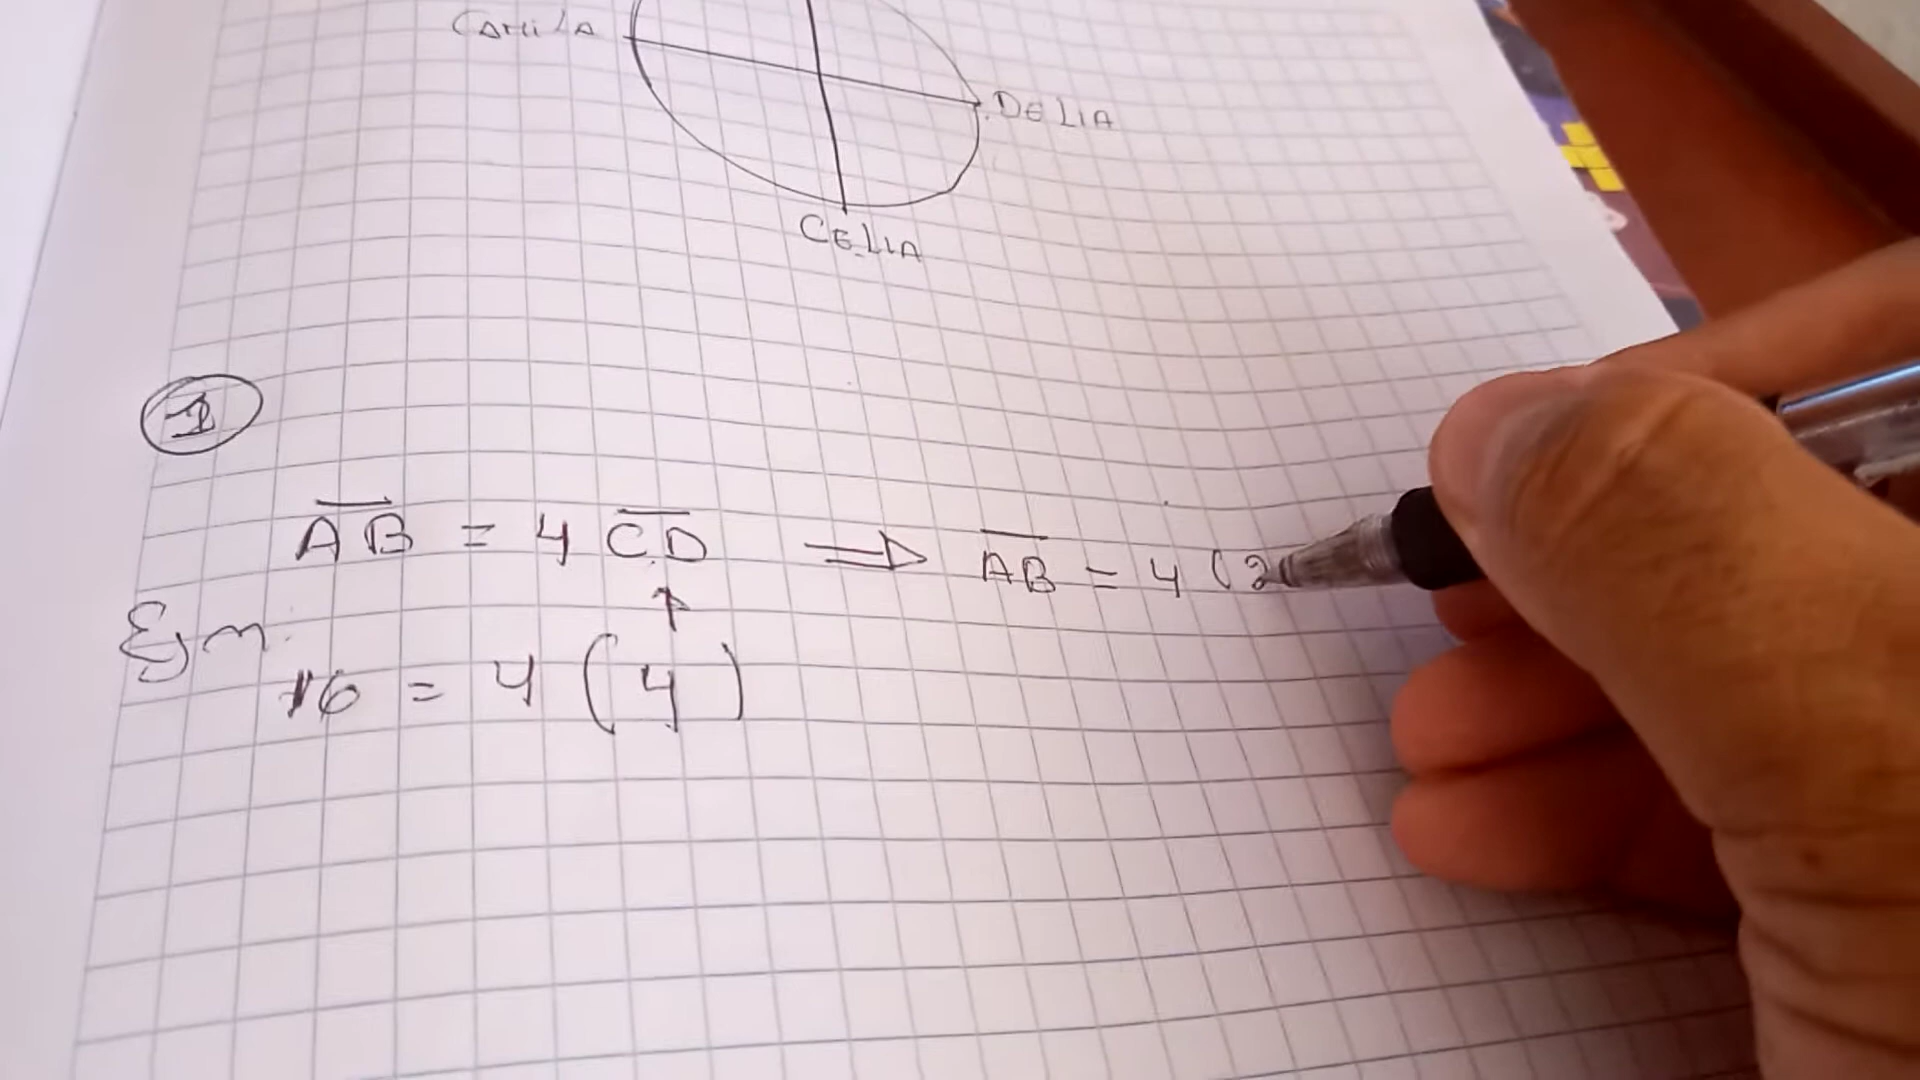 CAMILA
DELIA
CELIA
1
AB = 4 CD ⇒ AB = 4 (2
Ejm.
16 = 4 ( 4 )